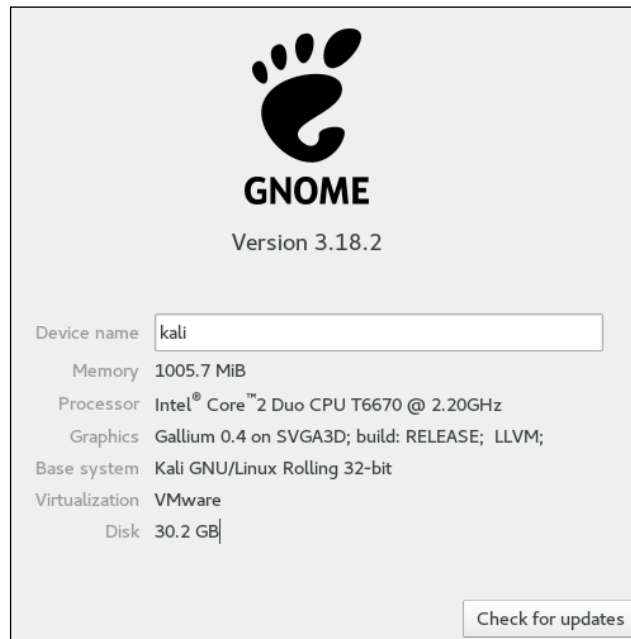 GNOME
Version 3.18.2
Device name kali
Memory 1005.7 MiB
Processor Intel® Core™2 Duo CPU T6670 @ 2.20GHz
Graphics Gallium 0.4 on SVGA3D; build: RELEASE; LLVM;
Base system Kali GNU/Linux Rolling 32-bit
Virtualization VMware
Disk 30.2 GB
Check for updates